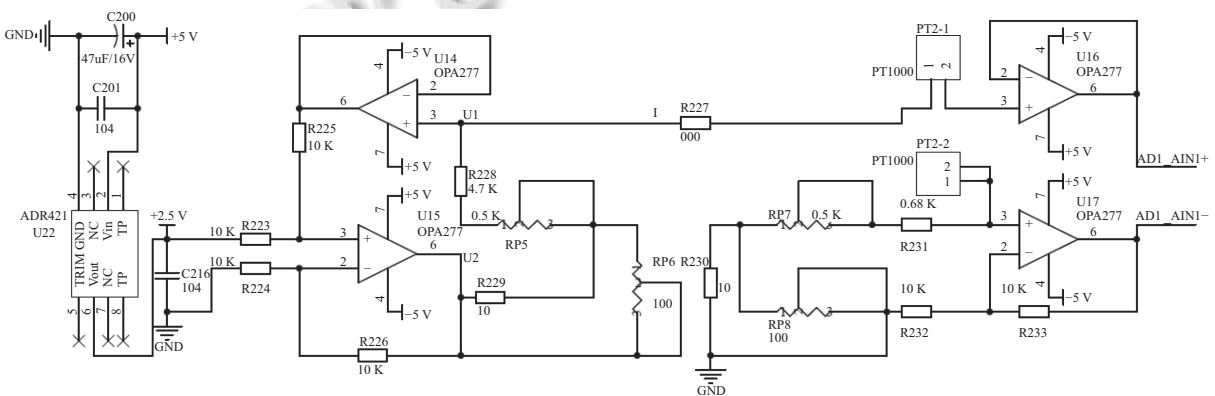 C200
GND
+5 V
47uF/16V
C201
104
4
3
2
1
ADR421
U22
TRIM GND
Vout NC
NC Vin
TP TP
5
6
7
8
+2.5 V
C216
104
GND
10 K
R223
10 K
R224
R225
10 K
R226
10 K
−5 V
4
U14
OPA277
2
6
3
U1
7
+5 V
+5 V
7
U15
OPA277
3
6
2
U2
4
−5 V
R228
4.7 K
0.5 K
1
3
RP5
R229
10
RP6
1
3
100
I
R227
000
PT2-1
PT1000
1
2
PT2-2
PT1000
2
1
−5 V
4
U16
OPA277
2
6
3
7
+5 V
AD1_AIN1+
RP7
0.5 K
1
3
0.68 K
R231
+5 V
7
U17
OPA277
3
6
2
4
−5 V
AD1_AIN1−
R230
10
1
3
RP8
100
10 K
R232
10 K
R233
GND